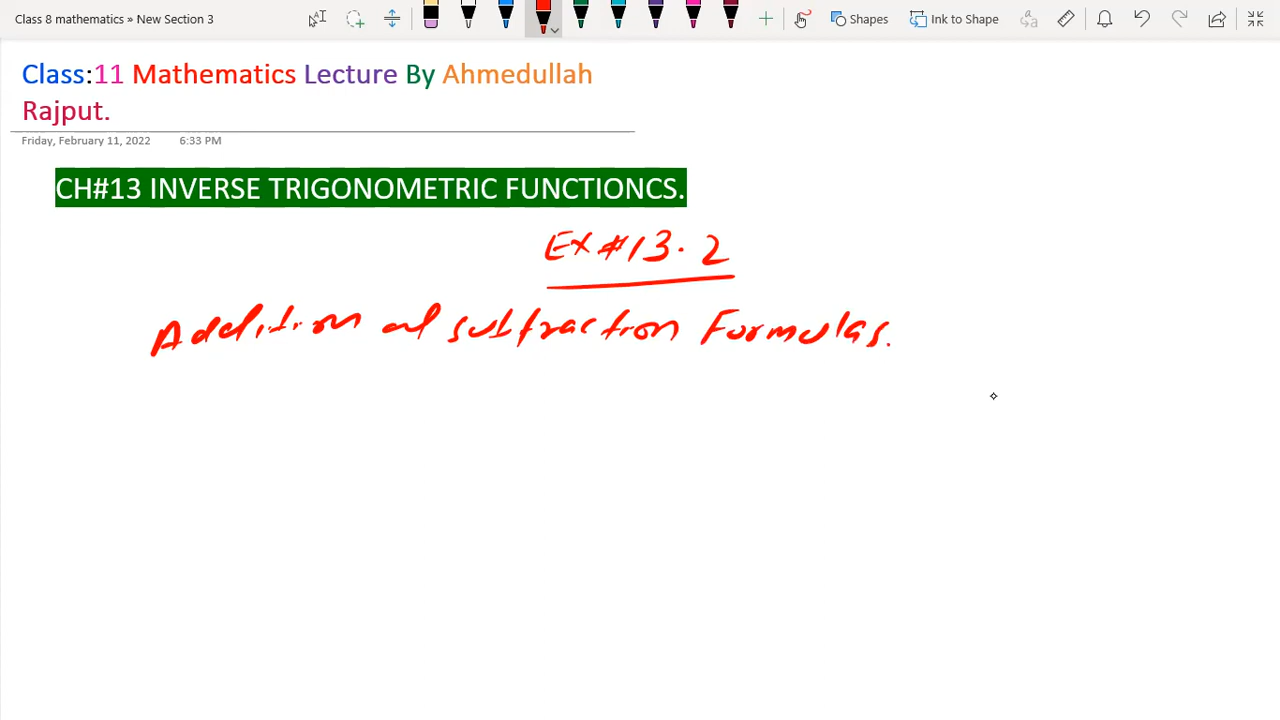 Class 8 mathematics » New Section 3
Shapes
Ink to Shape
Class:11 Mathematics Lecture By Ahmedullah
Rajput.
Friday, February 11, 2022 6:33 PM
CH#13 INVERSE TRIGONOMETRIC FUNCTIONCS.
Ex#13.2
Addition ad subtraction Formulas.